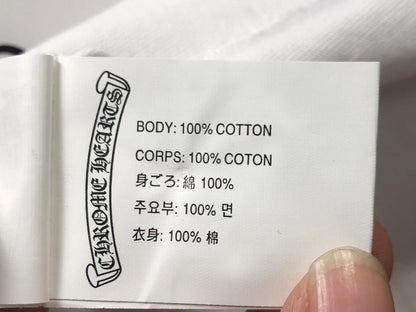 CHROME HEARTS
BODY: 100% COTTON
CORPS: 100% COTON
身ごろ: 綿 100%
주요부: 100% 면
衣身: 100% 棉